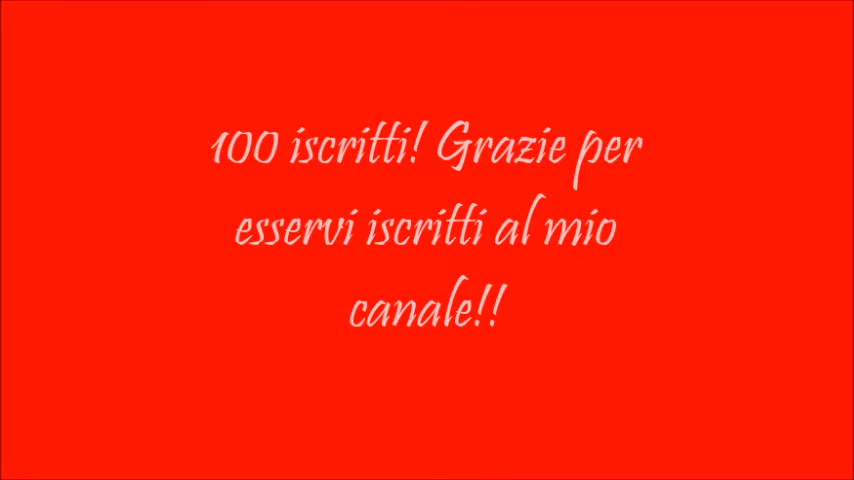 100 iscritti! Grazie per
esservi iscritti al mio
canale!!